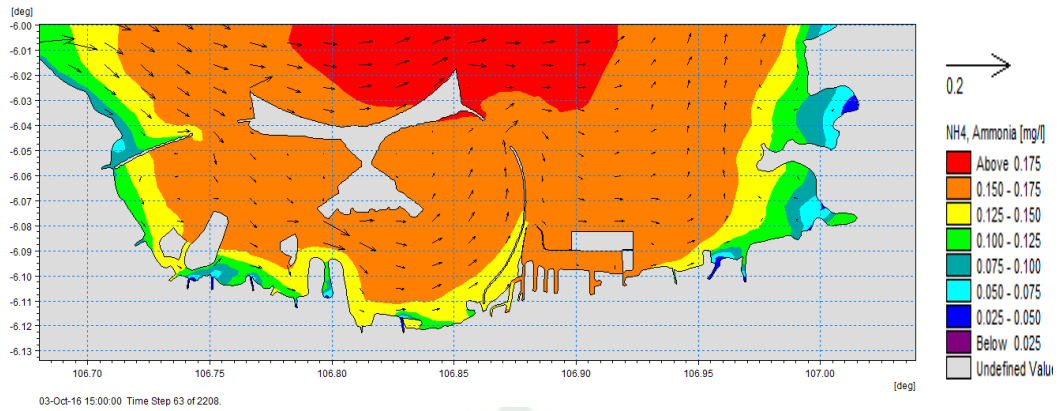 [deg]
-6.00
-6.01
-6.02
-6.03
-6.04
-6.05
-6.06
-6.07
-6.08
-6.09
-6.10
-6.11
-6.12
-6.13
106.70 106.75 106.80 106.85 106.90 106.95 107.00
[deg]
03-Oct-16 15:00:00 Time Step 63 of 2208.
0.2
NH4, Ammonia [mg/l]
Above 0.175
0.150 - 0.175
0.125 - 0.150
0.100 - 0.125
0.075 - 0.100
0.050 - 0.075
0.025 - 0.050
Below 0.025
Undefined Value